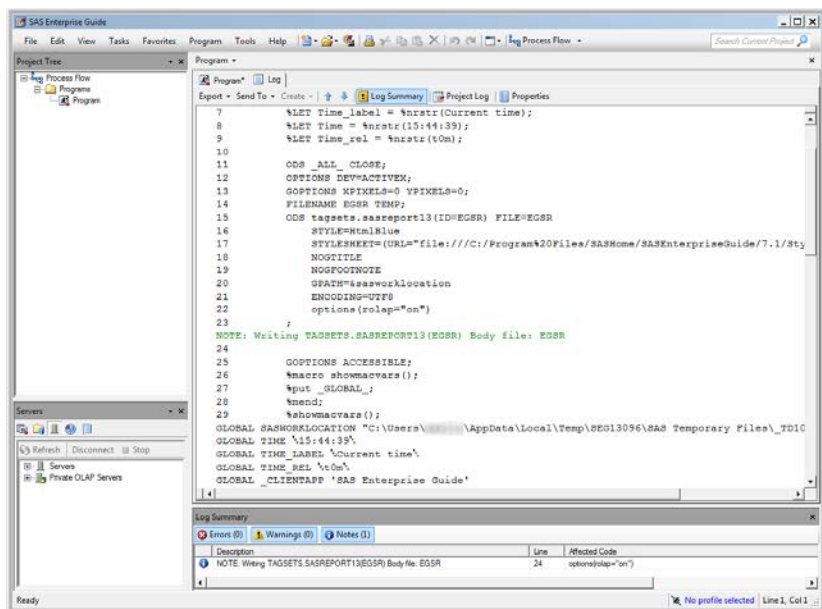 SAS Enterprise Guide
File Edit View Tasks Favorites Program Tools Help Process Flow Search Current Project
Project Tree
Process Flow
Programs
Program
Program
Program* Log
Export Send To Create Log Summary Project Log Properties
7 %LET Time_label = %nrstr(Current time);
8 %LET Time = %nrstr(15:44:39);
9 %LET Time_rel = %nrstr(t0m);
10
11 ODS _ALL_ CLOSE;
12 OPTIONS DEV=ACTIVEX;
13 GOPTIONS XPIXELS=0 YPIXELS=0;
14 FILENAME EGSR TEMP;
15 ODS tagsets.sasreport13(ID=EGSR) FILE=EGSR
16 STYLE=HtmlBlue
17 STYLESHEET=(URL="file:///C:/Program%20Files/SASHome/SASEnterpriseGuide/7.1/Sty
18 NOGTITLE
19 NOGFOOTNOTE
20 GPATH=&sasworklocation
21 ENCODING=UTF8
22 options(rolap="on")
23 ;
NOTE: Writing TAGSETS.SASREPORT13(EGSR) Body file: EGSR
24
25 GOPTIONS ACCESSIBLE;
26 %macro showmacvars();
27 %put _GLOBAL_;
28 %mend;
29 %showmacvars();
GLOBAL SASWORKLOCATION "C:\Users\ \AppData\Local\Temp\SEG13096\SAS Temporary Files\_TD10
GLOBAL TIME \15:44:39\
GLOBAL TIME_LABEL \Current time\
GLOBAL TIME_REL \t0m\
GLOBAL _CLIENTAPP 'SAS Enterprise Guide'
Servers
Refresh Disconnect Stop
Servers
Private OLAP Servers
Log Summary
Errors (0) Warnings (0) Notes (1)
Description Line Affected Code
NOTE: Writing TAGSETS.SASREPORT13(EGSR) Body file: EGSR 24 options(rolap="on")
Ready No profile selected Line 1, Col 1